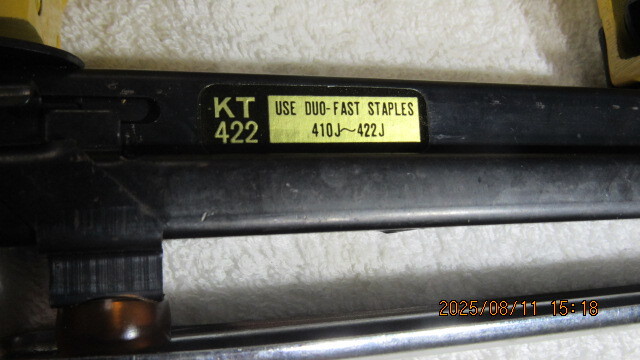 KT
422
USE DUO-FAST STAPLES
410J~422J
2025/08/11 15:18